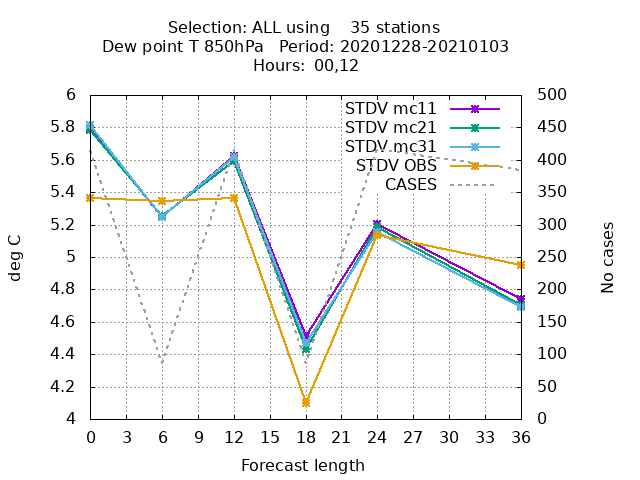 Selection: ALL using 35 stations
Dew point T 850hPa Period: 20201228-20210103
Hours: 00,12
STDV mc11
STDV mc21
STDV mc31
STDV OBS
CASES
6
5.8
5.6
5.4
5.2
5
4.8
4.6
4.4
4.2
4
deg C
500
450
400
350
300
250
200
150
100
50
0
No cases
0 3 6 9 12 15 18 21 24 27 30 33 36
Forecast length